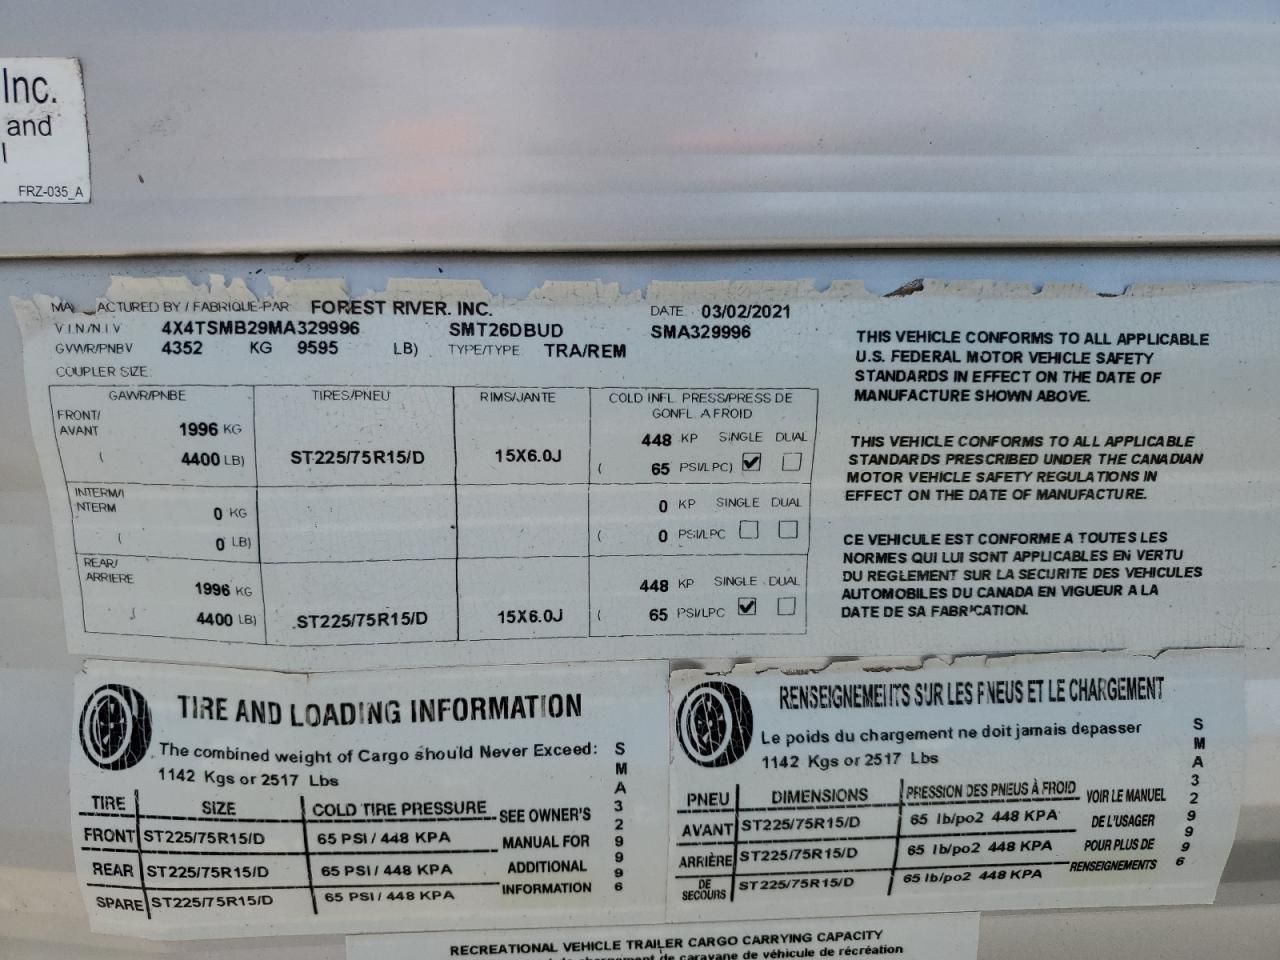 Inc.
and
l
FRZ-035_A
MA ACTURED BY / FABRIQUE-PAR FOREST RIVER. INC. DATE 03/02/2021
V I N / N I V 4X4TSMB29MA329996 SMT26DBUD SMA329996
GVWR/PNBV 4352 KG 9595 LB) TYPE/TYPE TRA/REM
COUPLER SIZE:
GAWR/PNBE TIRES/PNEU RIMS/JANTE COLD INFL. PRESS/PRESS DE
GONFL. A FROID
FRONT/
AVANT 1996 KG 448 KP SINGLE DUAL
( 4400 LB) ST225/75R15/D 15X6.0J ( 65 PSI/LPC)
INTERM/I
NTERM 0 KG 0 KP SINGLE DUAL
( 0 LB) ( 0 PSI/LPC
REAR/
ARRIERE 1996 KG 448 KP SINGLE DUAL
( 4400 LB) ST225/75R15/D 15X6.0J ( 65 PSI/LPC
THIS VEHICLE CONFORMS TO ALL APPLICABLE
U.S. FEDERAL MOTOR VEHICLE SAFETY
STANDARDS IN EFFECT ON THE DATE OF
MANUFACTURE SHOWN ABOVE.
THIS VEHICLE CONFORMS TO ALL APPLICABLE
STANDARDS PRESCRIBED UNDER THE CANADIAN
MOTOR VEHICLE SAFETY REGULATIONS IN
EFFECT ON THE DATE OF MANUFACTURE.
CE VEHICULE EST CONFORME A TOUTES LES
NORMES QUI LUI SONT APPLICABLES EN VERTU
DU REGLEMENT SUR LA SECURITE DES VEHICULES
AUTOMOBILES DU CANADA EN VIGUEUR A LA
DATE DE SA FABRICATION.
TIRE AND LOADING INFORMATION
The combined weight of Cargo should Never Exceed:
1142 Kgs or 2517 Lbs
TIRE SIZE COLD TIRE PRESSURE
FRONT ST225/75R15/D 65 PSI / 448 KPA
REAR ST225/75R15/D 65 PSI / 448 KPA
SPARE ST225/75R15/D 65 PSI / 448 KPA
SEE OWNER'S
MANUAL FOR
ADDITIONAL
INFORMATION
SMA329996
RENSEIGNEMENTS SUR LES PNEUS ET LE CHARGEMENT
Le poids du chargement ne doit jamais depasser
1142 Kgs or 2517 Lbs
PNEU DIMENSIONS PRESSION DES PNEUS À FROID
AVANT ST225/75R15/D 65 lb/po2 448 KPA
ARRIÈRE ST225/75R15/D 65 lb/po2 448 KPA
DE
SECOURS ST225/75R15/D 65 lb/po2 448 KPA
VOIR LE MANUEL
DE L'USAGER
POUR PLUS DE
RENSEIGNEMENTS
SMA329996
RECREATIONAL VEHICLE TRAILER CARGO CARRYING CAPACITY
chargement de caravane de véhicule de récréation